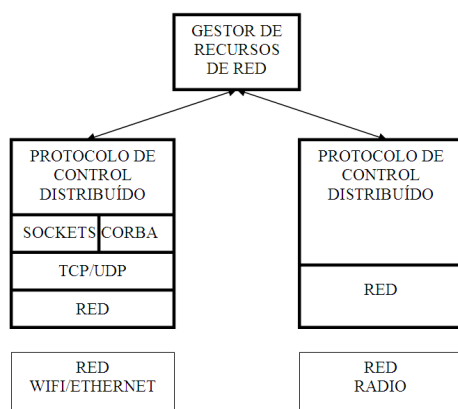 GESTOR DE
RECURSOS
DE RED
PROTOCOLO DE
CONTROL
DISTRIBUÍDO
SOCKETS CORBA
TCP/UDP
RED
RED
WIFI/ETHERNET
PROTOCOLO DE
CONTROL
DISTRIBUÍDO
RED
RED
RADIO